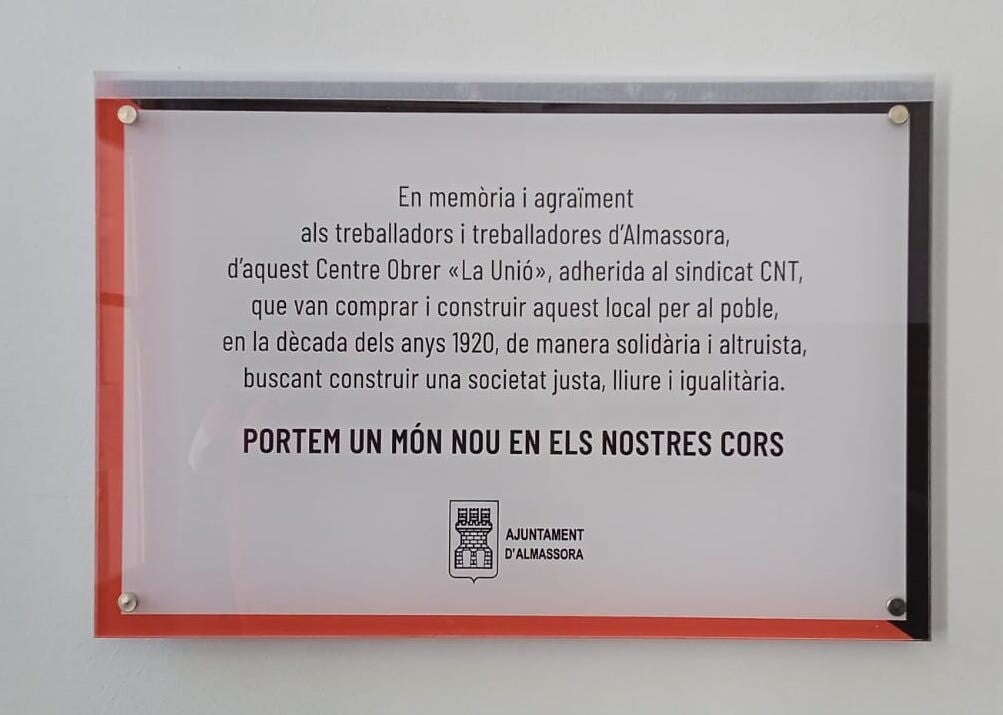 En memòria i agraïment
als treballadors i treballadores d'Almassora,
d'aquest Centre Obrer «La Unió», adherida al sindicat CNT,
que van comprar i construir aquest local per al poble,
en la dècada dels anys 1920, de manera solidària i altruista,
buscant construir una societat justa, lliure i igualitària.
PORTEM UN MÓN NOU EN ELS NOSTRES CORS
AJUNTAMENT
D'ALMASSORA